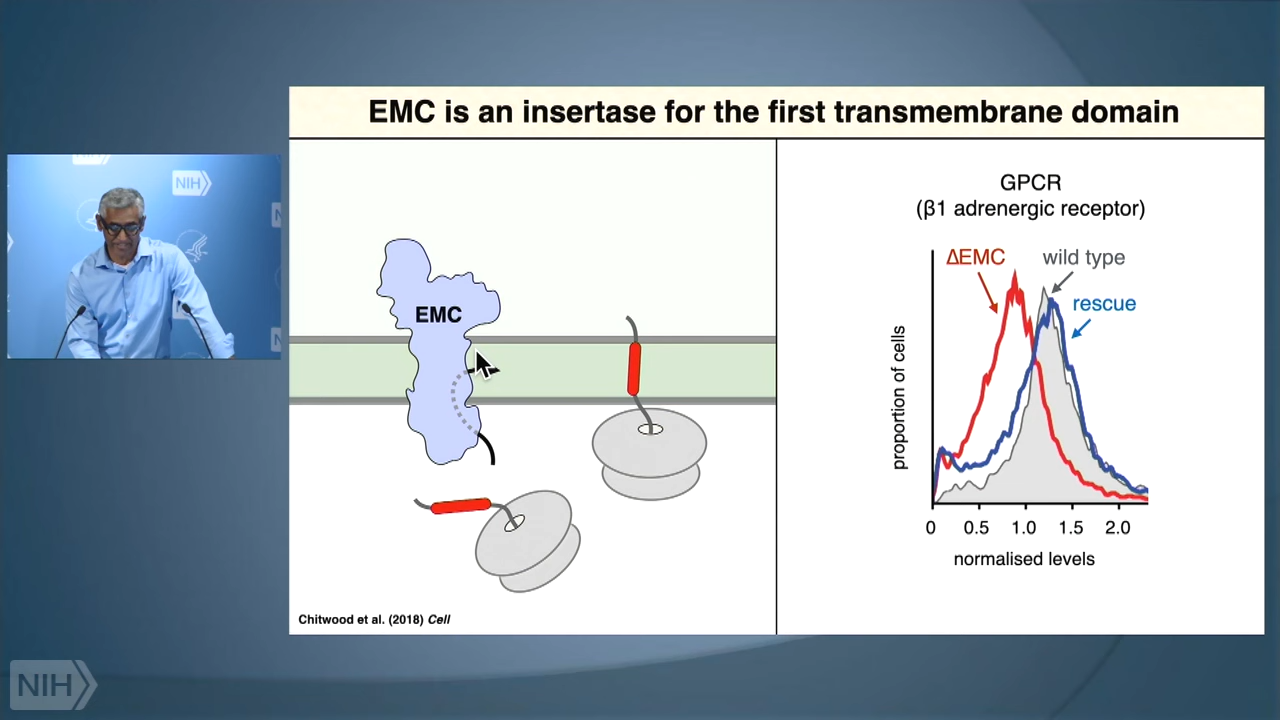 EMC is an insertase for the first transmembrane domain
NIH
EMC
Chitwood et al. (2018) Cell
GPCR
(β1 adrenergic receptor)
ΔEMC
wild type
rescue
proportion of cells
0 0.5 1.0 1.5 2.0
normalised levels
NIH